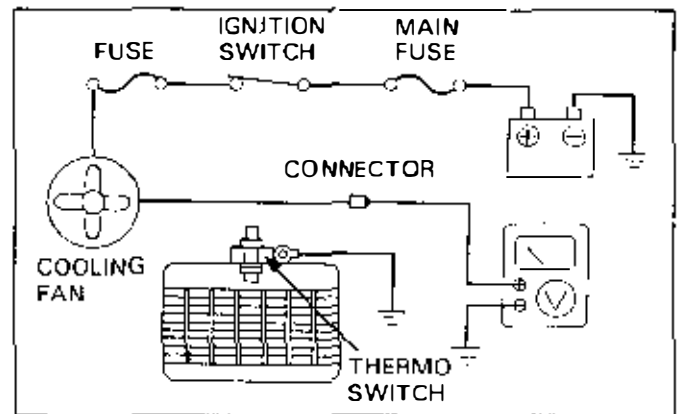 FUSE
IGNITION
SWITCH
MAIN
FUSE
CONNECTOR
COOLING
FAN
V
THERMO
SWITCH